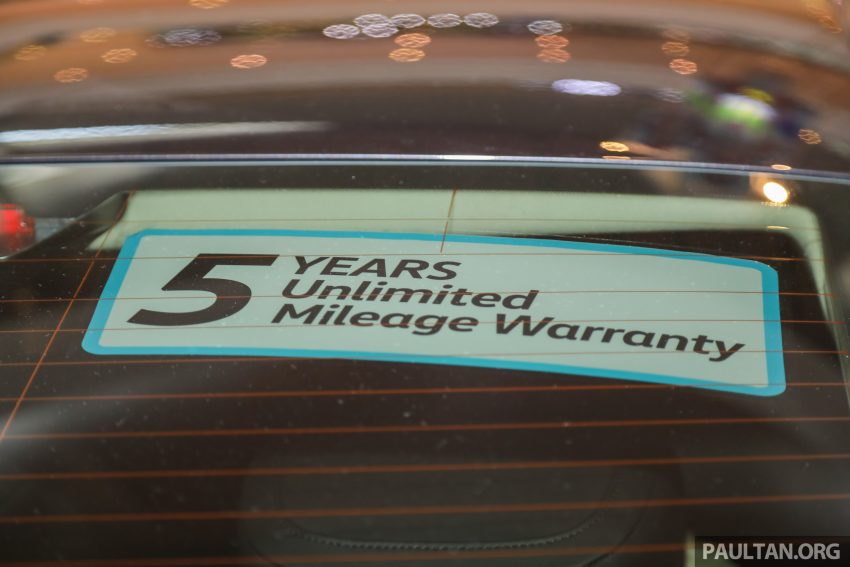 5 YEARS
Unlimited
Mileage Warranty
PAULTAN.ORG